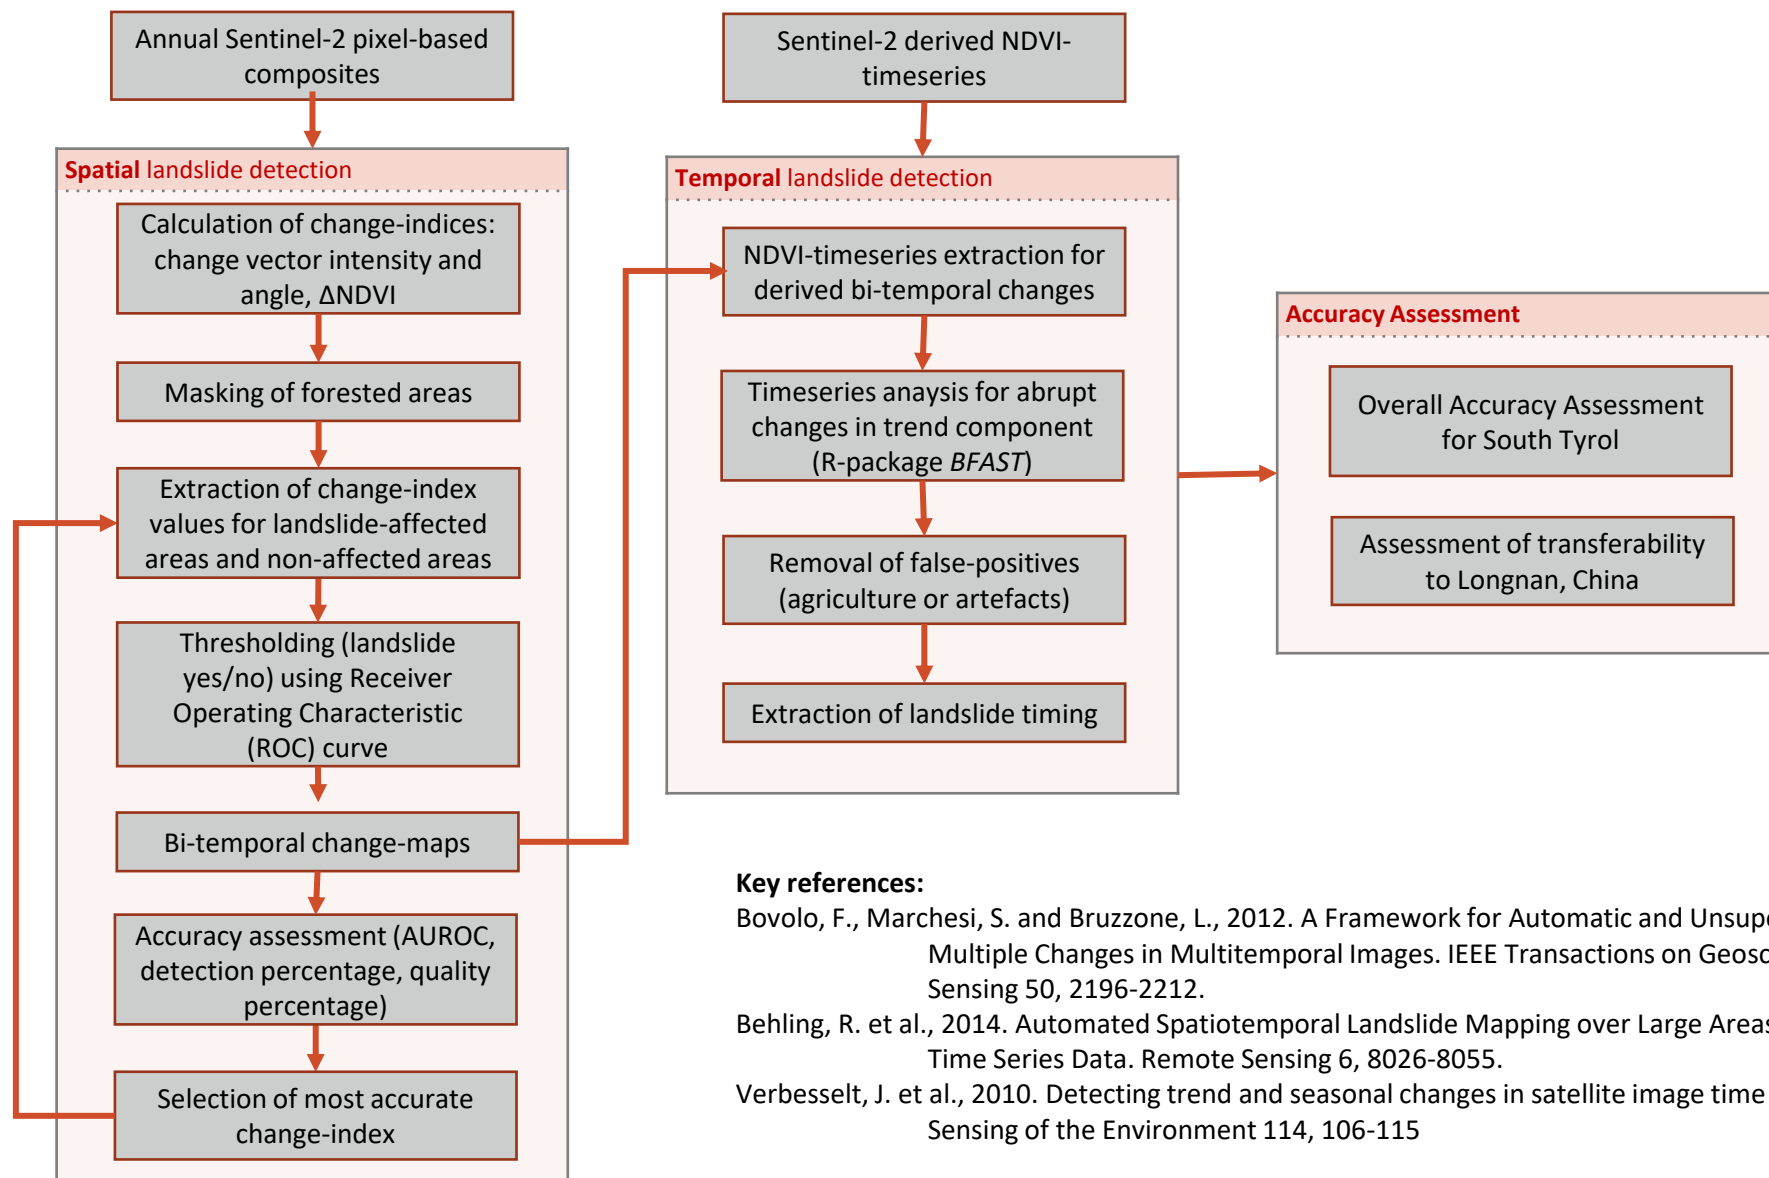 Annual Sentinel-2 pixel-based
composites
Spatial landslide detection
Calculation of change-indices:
change vector intensity and
angle, ΔNDVI
Masking of forested areas
Extraction of change-index
values for landslide-affected
areas and non-affected areas
Thresholding (landslide
yes/no) using Receiver
Operating Characteristic
(ROC) curve
Bi-temporal change-maps
Accuracy assessment (AUROC,
detection percentage, quality
percentage)
Selection of most accurate
change-index
Sentinel-2 derived NDVI-
timeseries
Temporal landslide detection
NDVI-timeseries extraction for
derived bi-temporal changes
Timeseries anaysis for abrupt
changes in trend component
(R-package BFAST)
Removal of false-positives
(agriculture or artefacts)
Extraction of landslide timing
Accuracy Assessment
Overall Accuracy Assessment
for South Tyrol
Assessment of transferability
to Longnan, China
Key references:
Bovolo, F., Marchesi, S. and Bruzzone, L., 2012. A Framework for Automatic and Unsup
Multiple Changes in Multitemporal Images. IEEE Transactions on Geosc
Sensing 50, 2196-2212.
Behling, R. et al., 2014. Automated Spatiotemporal Landslide Mapping over Large Areas
Time Series Data. Remote Sensing 6, 8026-8055.
Verbesselt, J. et al., 2010. Detecting trend and seasonal changes in satellite image time
Sensing of the Environment 114, 106-115